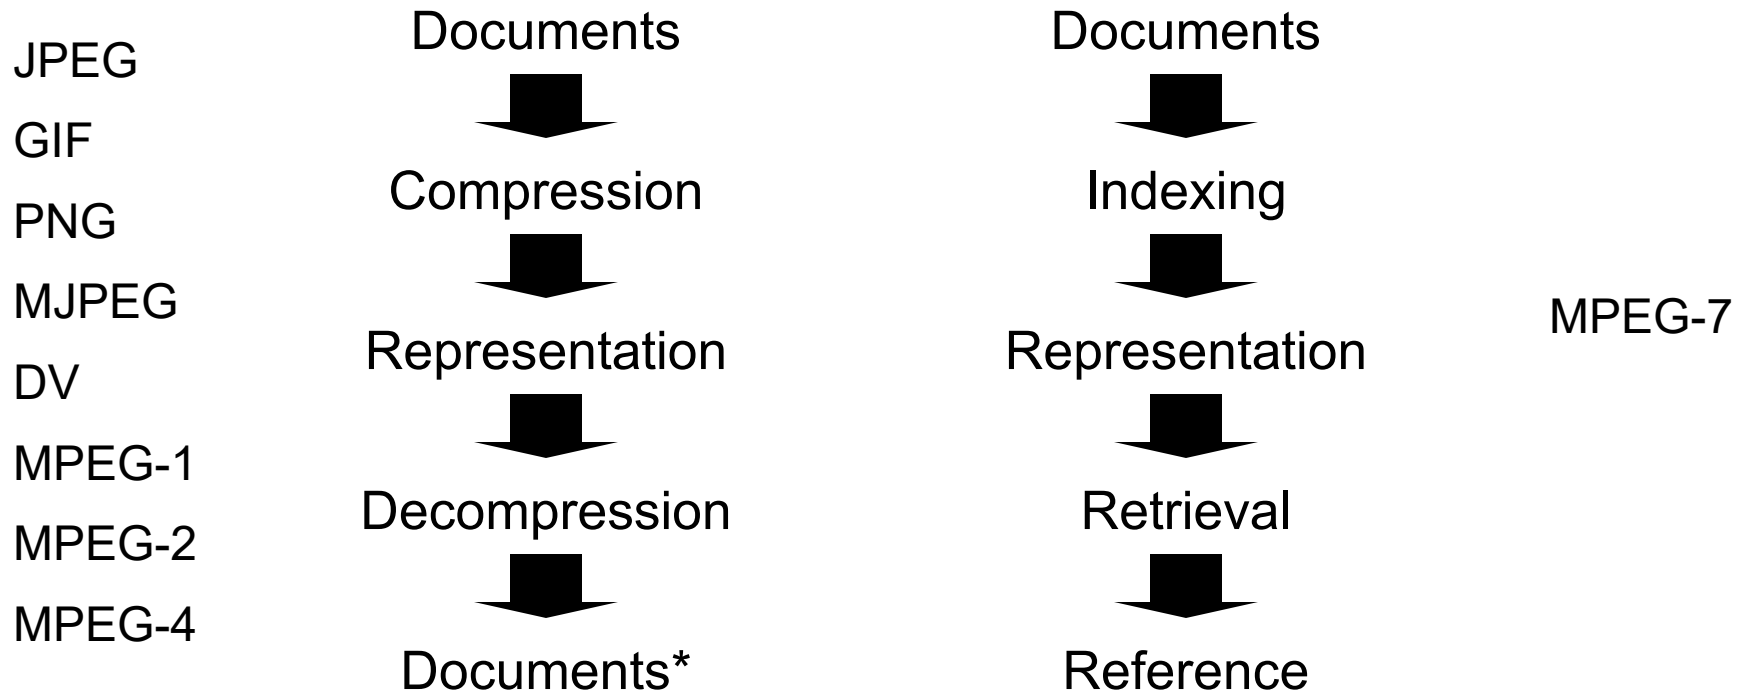 JPEG
GIF
PNG
MJPEG
DV
MPEG-1
MPEG-2
MPEG-4
Documents
Compression
Representation
Decompression
Documents*
Documents
Indexing
Representation
Retrieval
Reference
MPEG-7